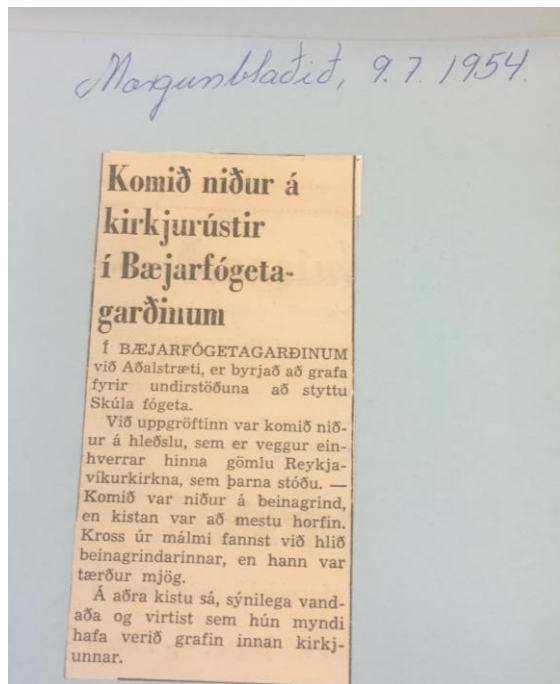 Morgunblaðið, 9.7.1954.
Komið niður á
kirkjurústir
í Bæjarfógeta-
garðinum
Í BÆJARFÓGETAGARÐINUM
við Aðalstræti, er byrjað að grafa
fyrir undirstöðuna að styttu
Skúla fógeta.
Við uppgröftinn var komið nið-
ur á hleðslu, sem er veggur ein-
hverrar hinna gömlu Reykja-
víkurkirkna, sem þarna stóðu. —
Komið var niður á beinagrind,
en kistan var að mestu horfin.
Kross úr málmi fannst við hlið
beinagrindarinnar, en hann var
tærður mjög.
Á aðra kistu sá, sýnilega vand-
aða og virtist sem hún myndi
hafa verið grafin innan kirkj-
unnar.